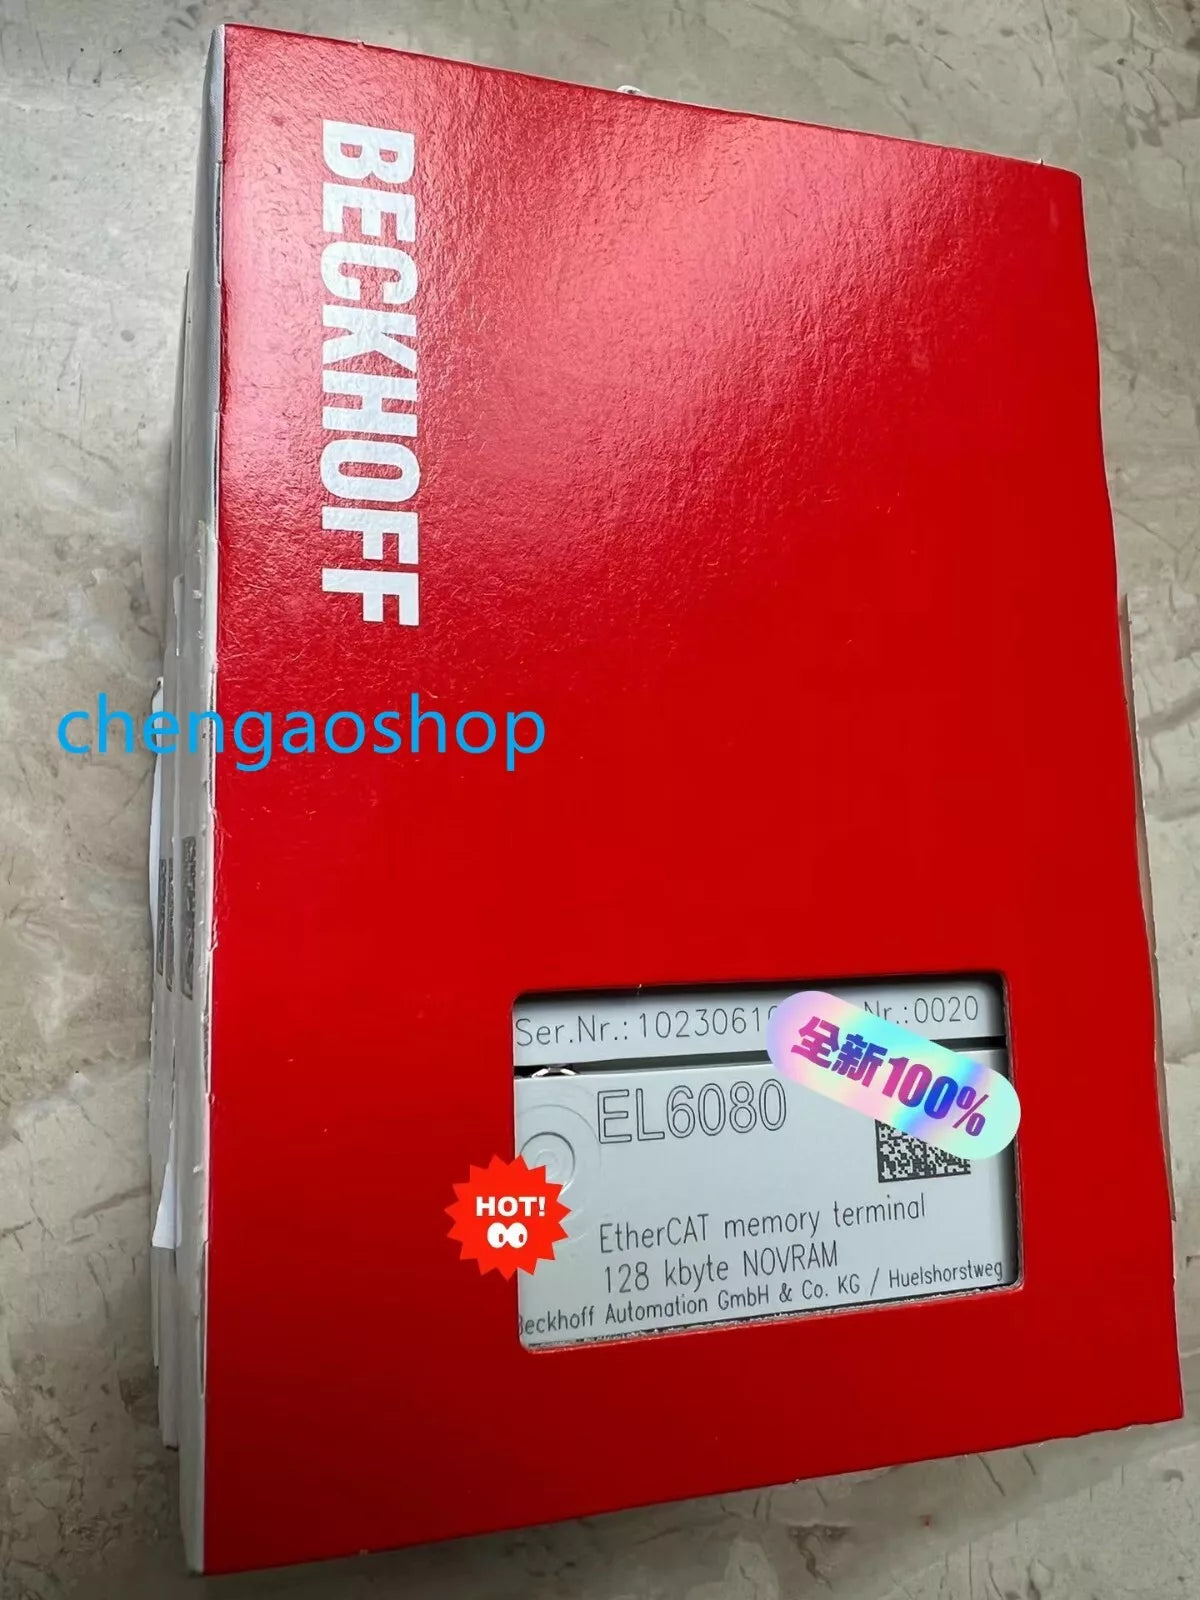 BECKHOFF
chengaoshop
Ser.Nr.: 10230610 Nr.:0020
全新100%
EL6080
HOT!
EtherCAT memory terminal
128 kbyte NOVRAM
Beckhoff Automation GmbH & Co. KG / Huelshorstweg